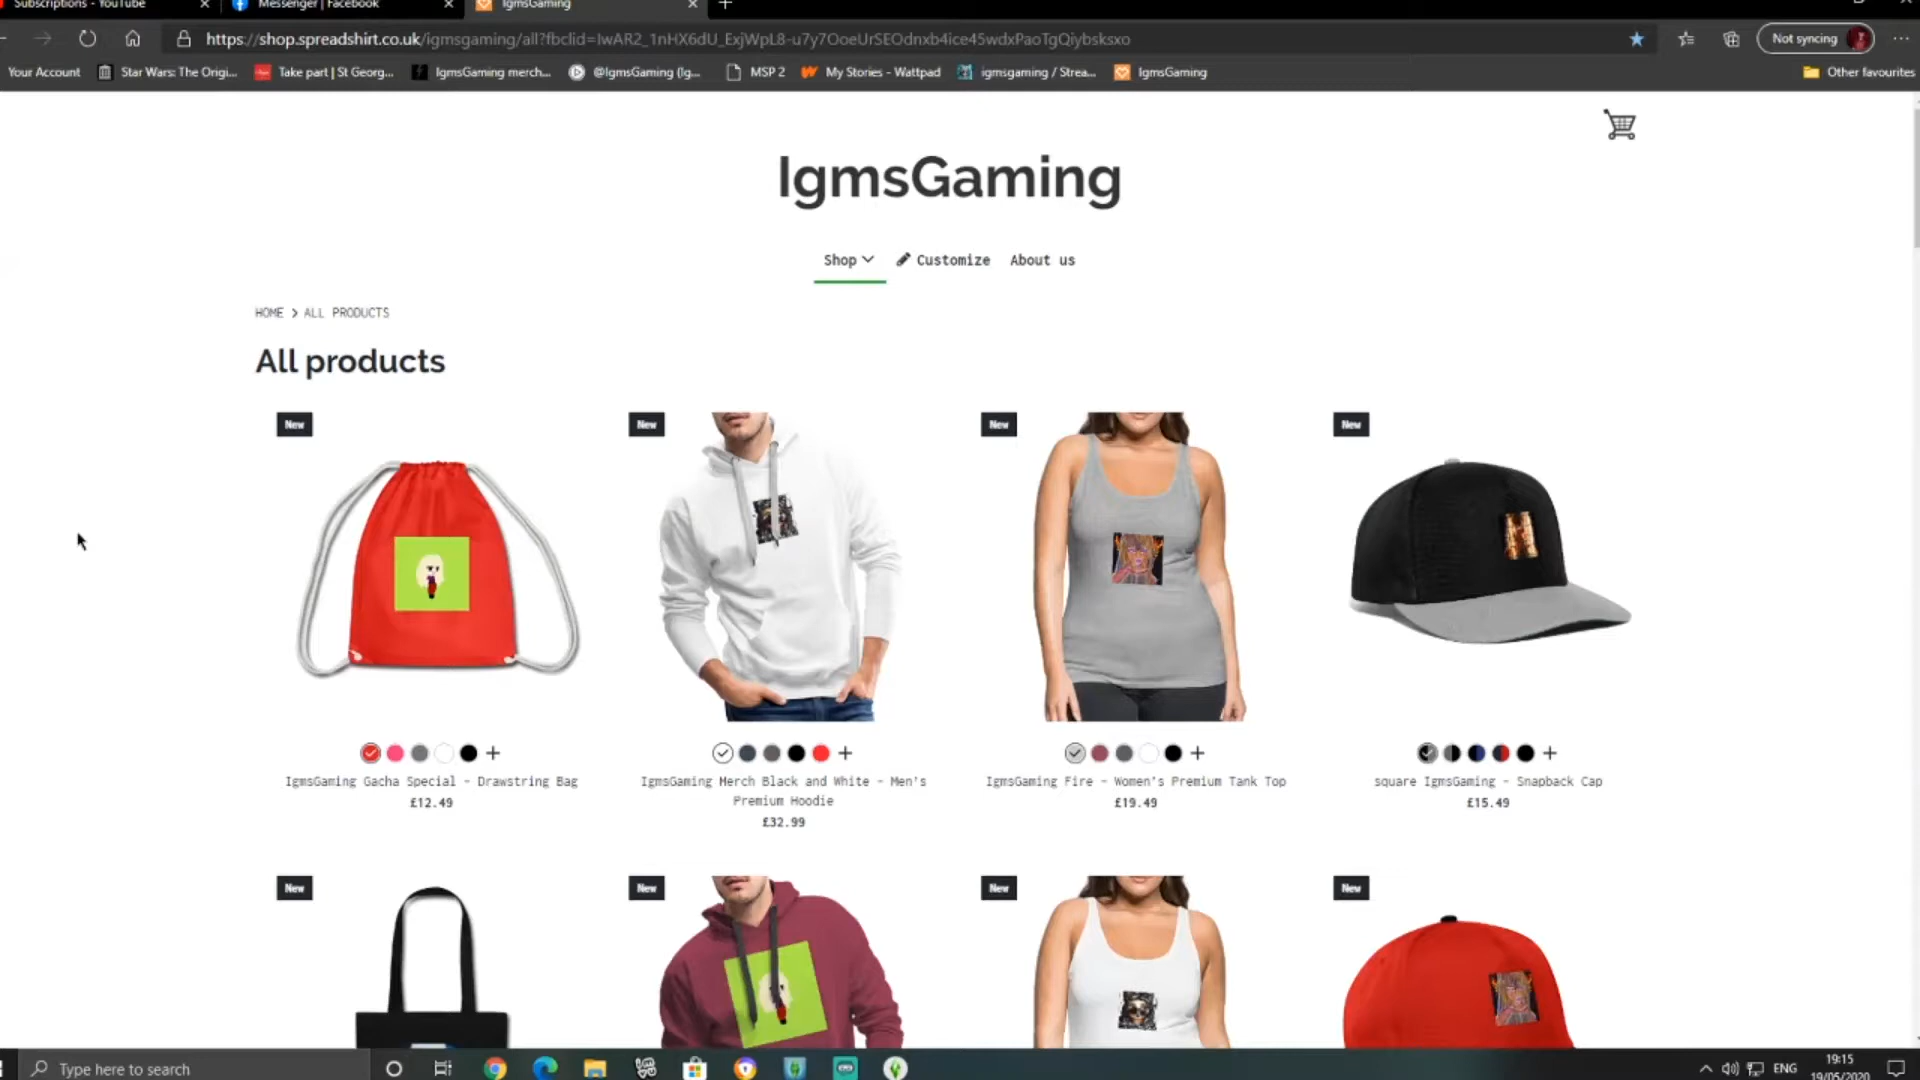 Subscriptions - YouTube
Messenger | Facebook
IgmsGaming
https://shop.spreadshirt.co.uk/igmsgaming/all?fbclid=IwAR2_1nHX6dU_ExjWpL8-u7y7OoeUrSEOdnxb4ice45wdxPaoTgQiybsksxo
Not syncing
Your Account
Star Wars: The Origi...
Take part | St Georg...
IgmsGaming merch...
@IgmsGaming (Ig...
MSP 2
My Stories - Wattpad
igmsgaming / Strea...
IgmsGaming
Other favourites
IgmsGaming
Shop
Customize
About us
HOME > ALL PRODUCTS
All products
New
New
New
New
IgmsGaming Gacha Special - Drawstring Bag
£12.49
IgmsGaming Merch Black and White - Men's
Premium Hoodie
£32.99
IgmsGaming Fire - Women's Premium Tank Top
£19.49
square IgmsGaming - Snapback Cap
£15.49
New
New
New
New
Type here to search
ENG
19:15
19/05/2020